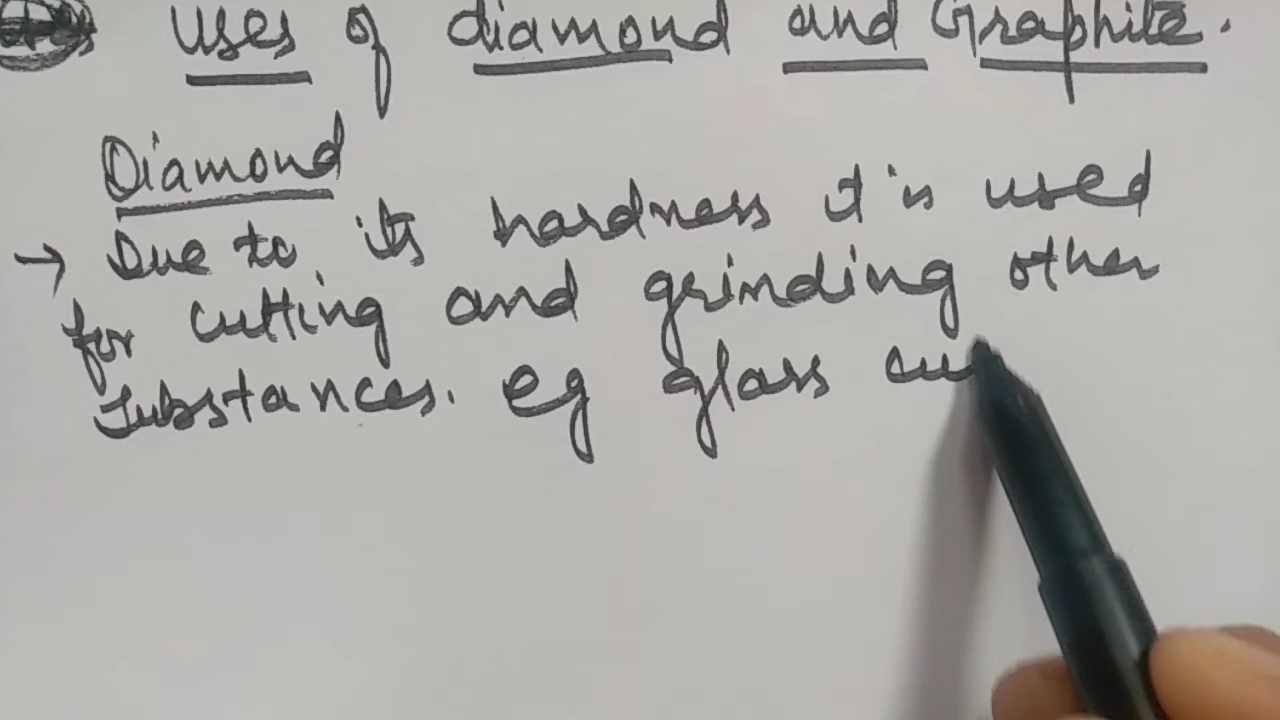 Uses of diamond and Graphite.
Diamond
→ Due to its hardness it is used
for cutting and grinding other
substances. eg glass cu